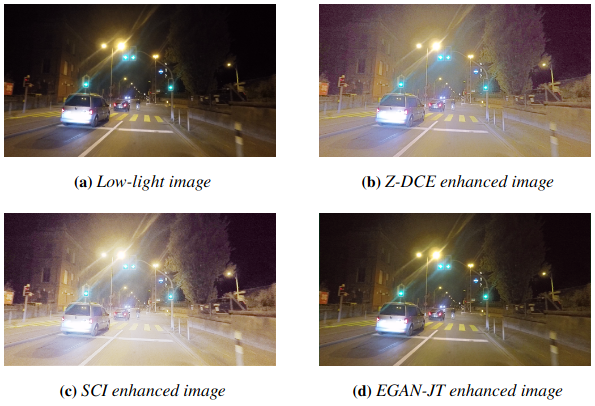 (a) Low-light image
(b) Z-DCE enhanced image
(c) SCI enhanced image
(d) EGAN-JT enhanced image